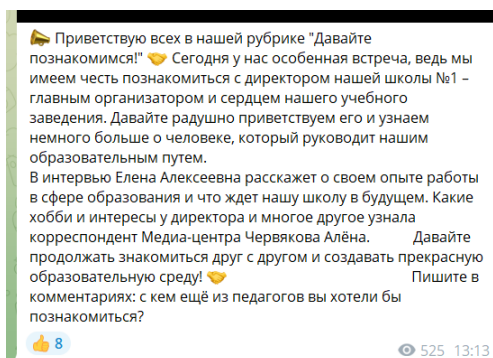 📣 Приветствую всех в нашей рубрике "Давайте
познакомимся!" 🤝 Сегодня у нас особенная встреча, ведь мы
имеем честь познакомиться с директором нашей школы №1 –
главным организатором и сердцем нашего учебного
заведения. Давайте радушно приветствуем его и узнаем
немного больше о человеке, который руководит нашим
образовательным путем.
В интервью Елена Алексеевна расскажет о своем опыте работы
в сфере образования и что ждет нашу школу в будущем. Какие
хобби и интересы у директора и многое другое узнала
корреспондент Медиа-центра Червякова Алёна. Давайте
продолжать знакомиться друг с другом и создавать прекрасную
образовательную среду! 🤝 Пишите в
комментариях: с кем ещё из педагогов вы хотели бы
познакомиться?
👍 8
525 13:13